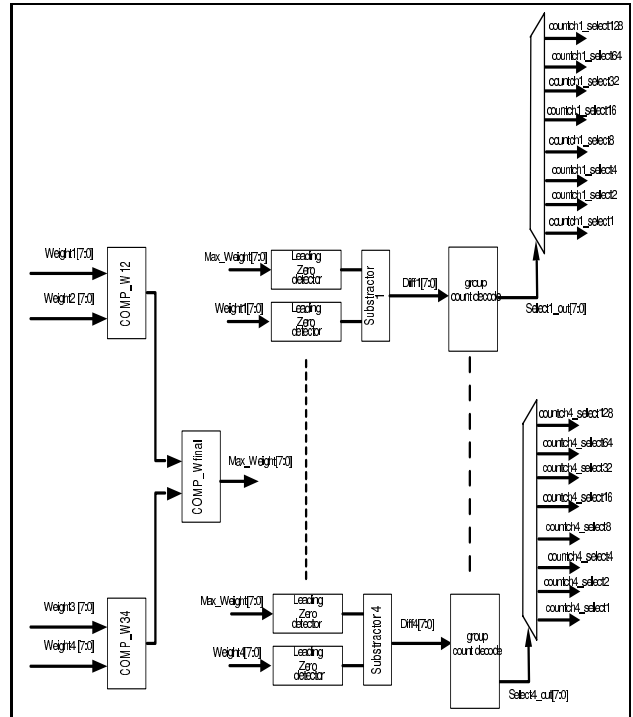 countch1_select128
countch1_select64
countch1_select32
countch1_select16
countch1_select8
countch1_select4
countch1_select2
countch1_select1
Weight1[7:0]
Weight2 [7:0]
COMP_W12
Max_Weight[7:0]
Leading
Zero
detector
Weight1[7:0]
Leading
Zero
detector
Substractor
1
Diff1[7:0]
group
count decode
Select1_out[7:0]
COMP_Wfinal
Max_Weight[7:0]
Weight3 [7:0]
Weight4 [7:0]
COMP_W34
Max_Weight[7:0]
Leading
Zero
detector
Weight4[7:0]
Leading
Zero
detector
Substractor 4
Diff4[7:0]
group
count decode
Select4_out[7:0]
countch4_select128
countch4_select64
countch4_select32
countch4_select16
countch4_select8
countch4_select4
countch4_select2
countch4_select1